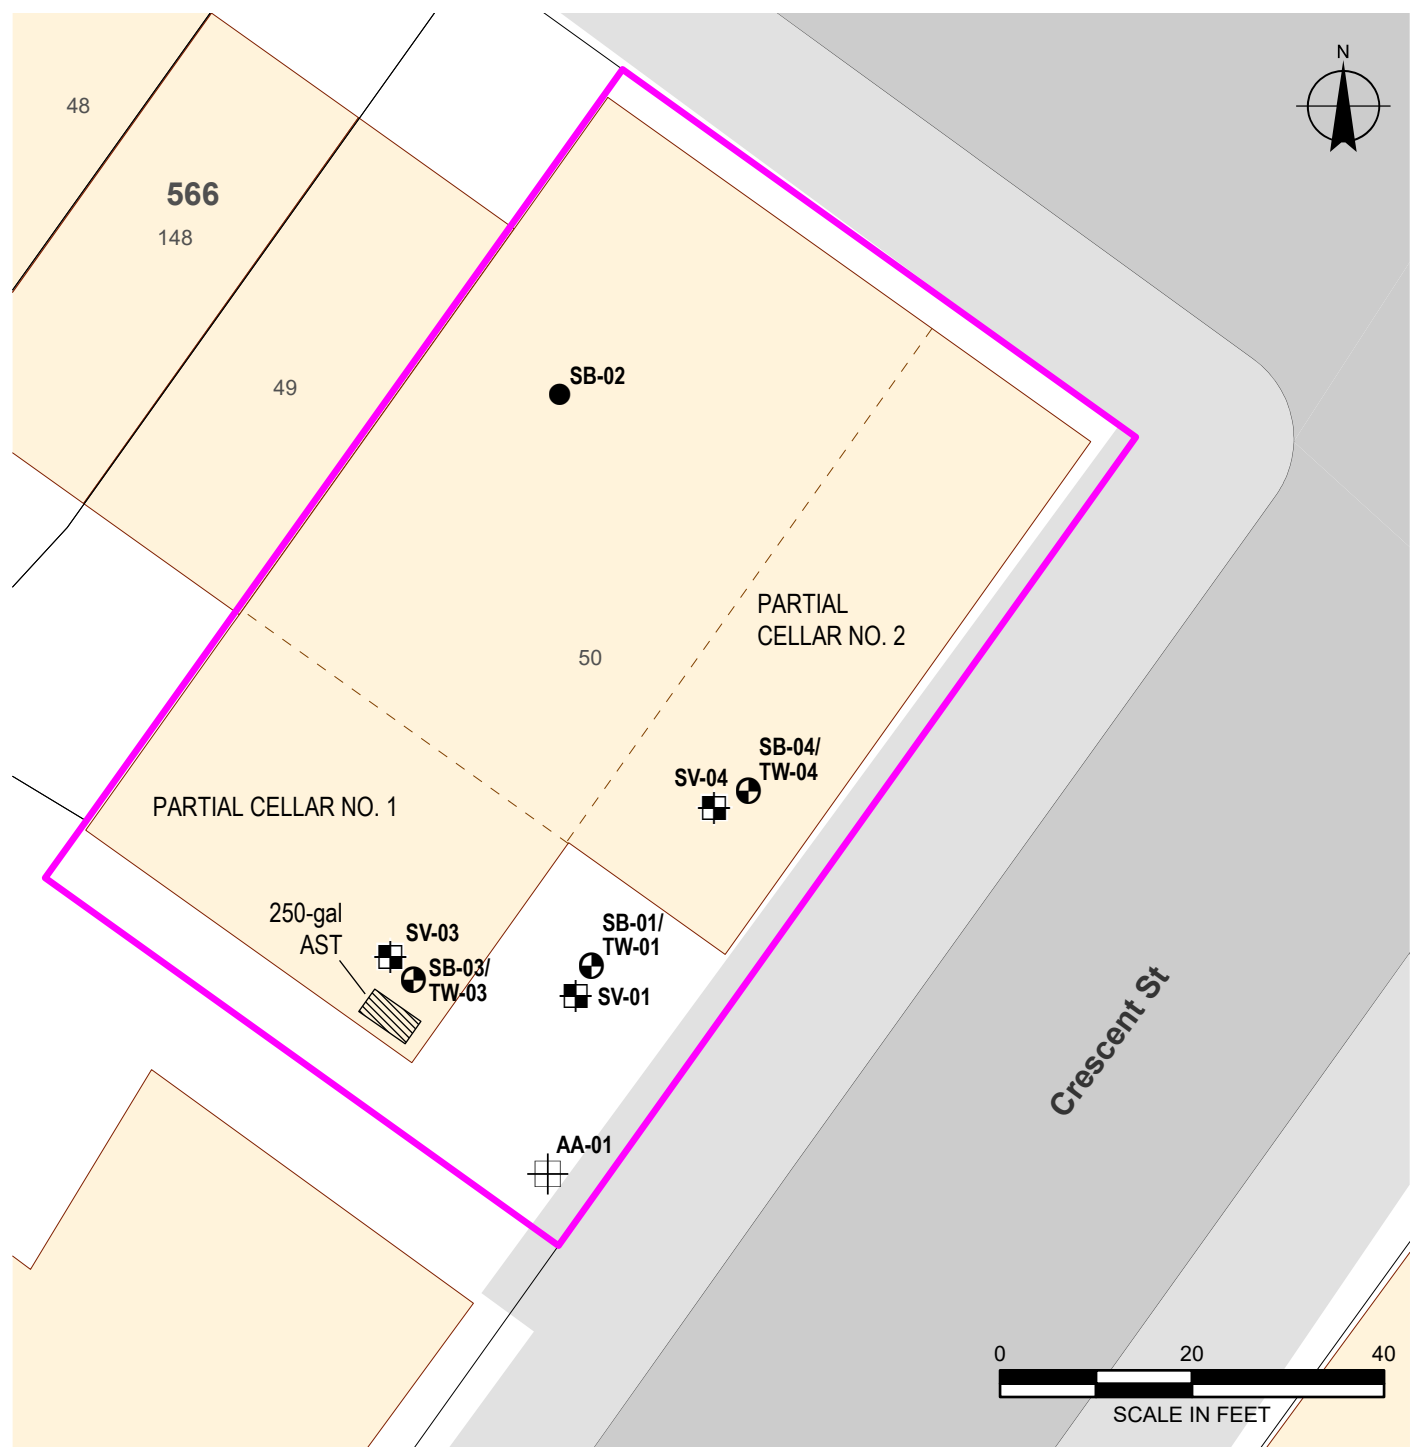 N
48
566
148
SB-02
49
PARTIAL
CELLAR NO. 2
50
SB-04/
TW-04
SV-04
PARTIAL CELLAR NO. 1
250-gal
AST
SV-03
SB-03/
TW-03
SB-01/
TW-01
SV-01
Crescent St
AA-01
0 20 40
SCALE IN FEET